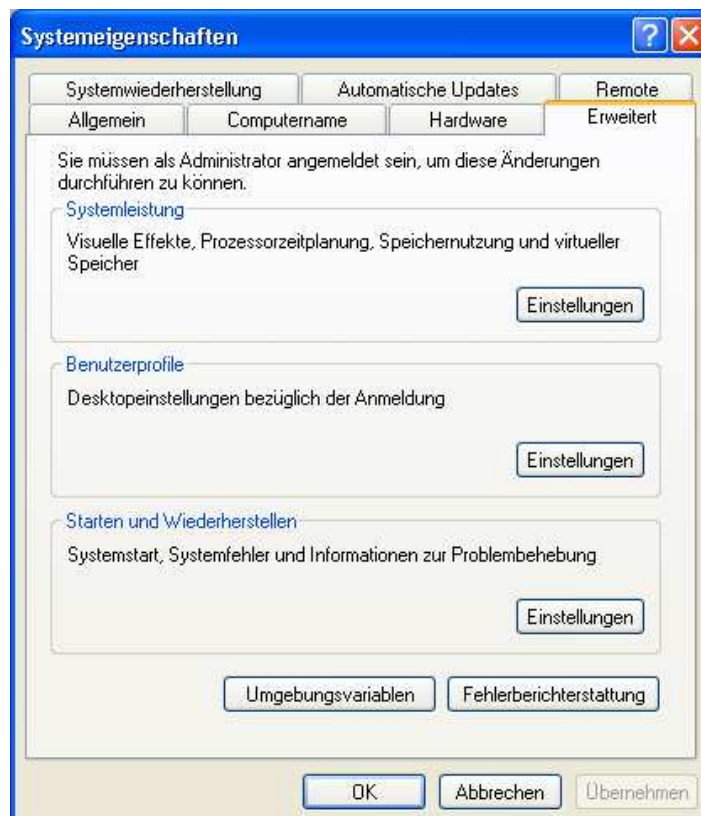 Systemeigenschaften
Systemwiederherstellung Automatische Updates Remote
Allgemein Computername Hardware Erweitert
Sie müssen als Administrator angemeldet sein, um diese Änderungen
durchführen zu können.
Systemleistung
Visuelle Effekte, Prozessorzeitplanung, Speichernutzung und virtueller
Speicher
Einstellungen
Benutzerprofile
Desktopeinstellungen bezüglich der Anmeldung
Einstellungen
Starten und Wiederherstellen
Systemstart, Systemfehler und Informationen zur Problembehebung
Einstellungen
Umgebungsvariablen Fehlerberichterstattung
OK Abbrechen Übernehmen